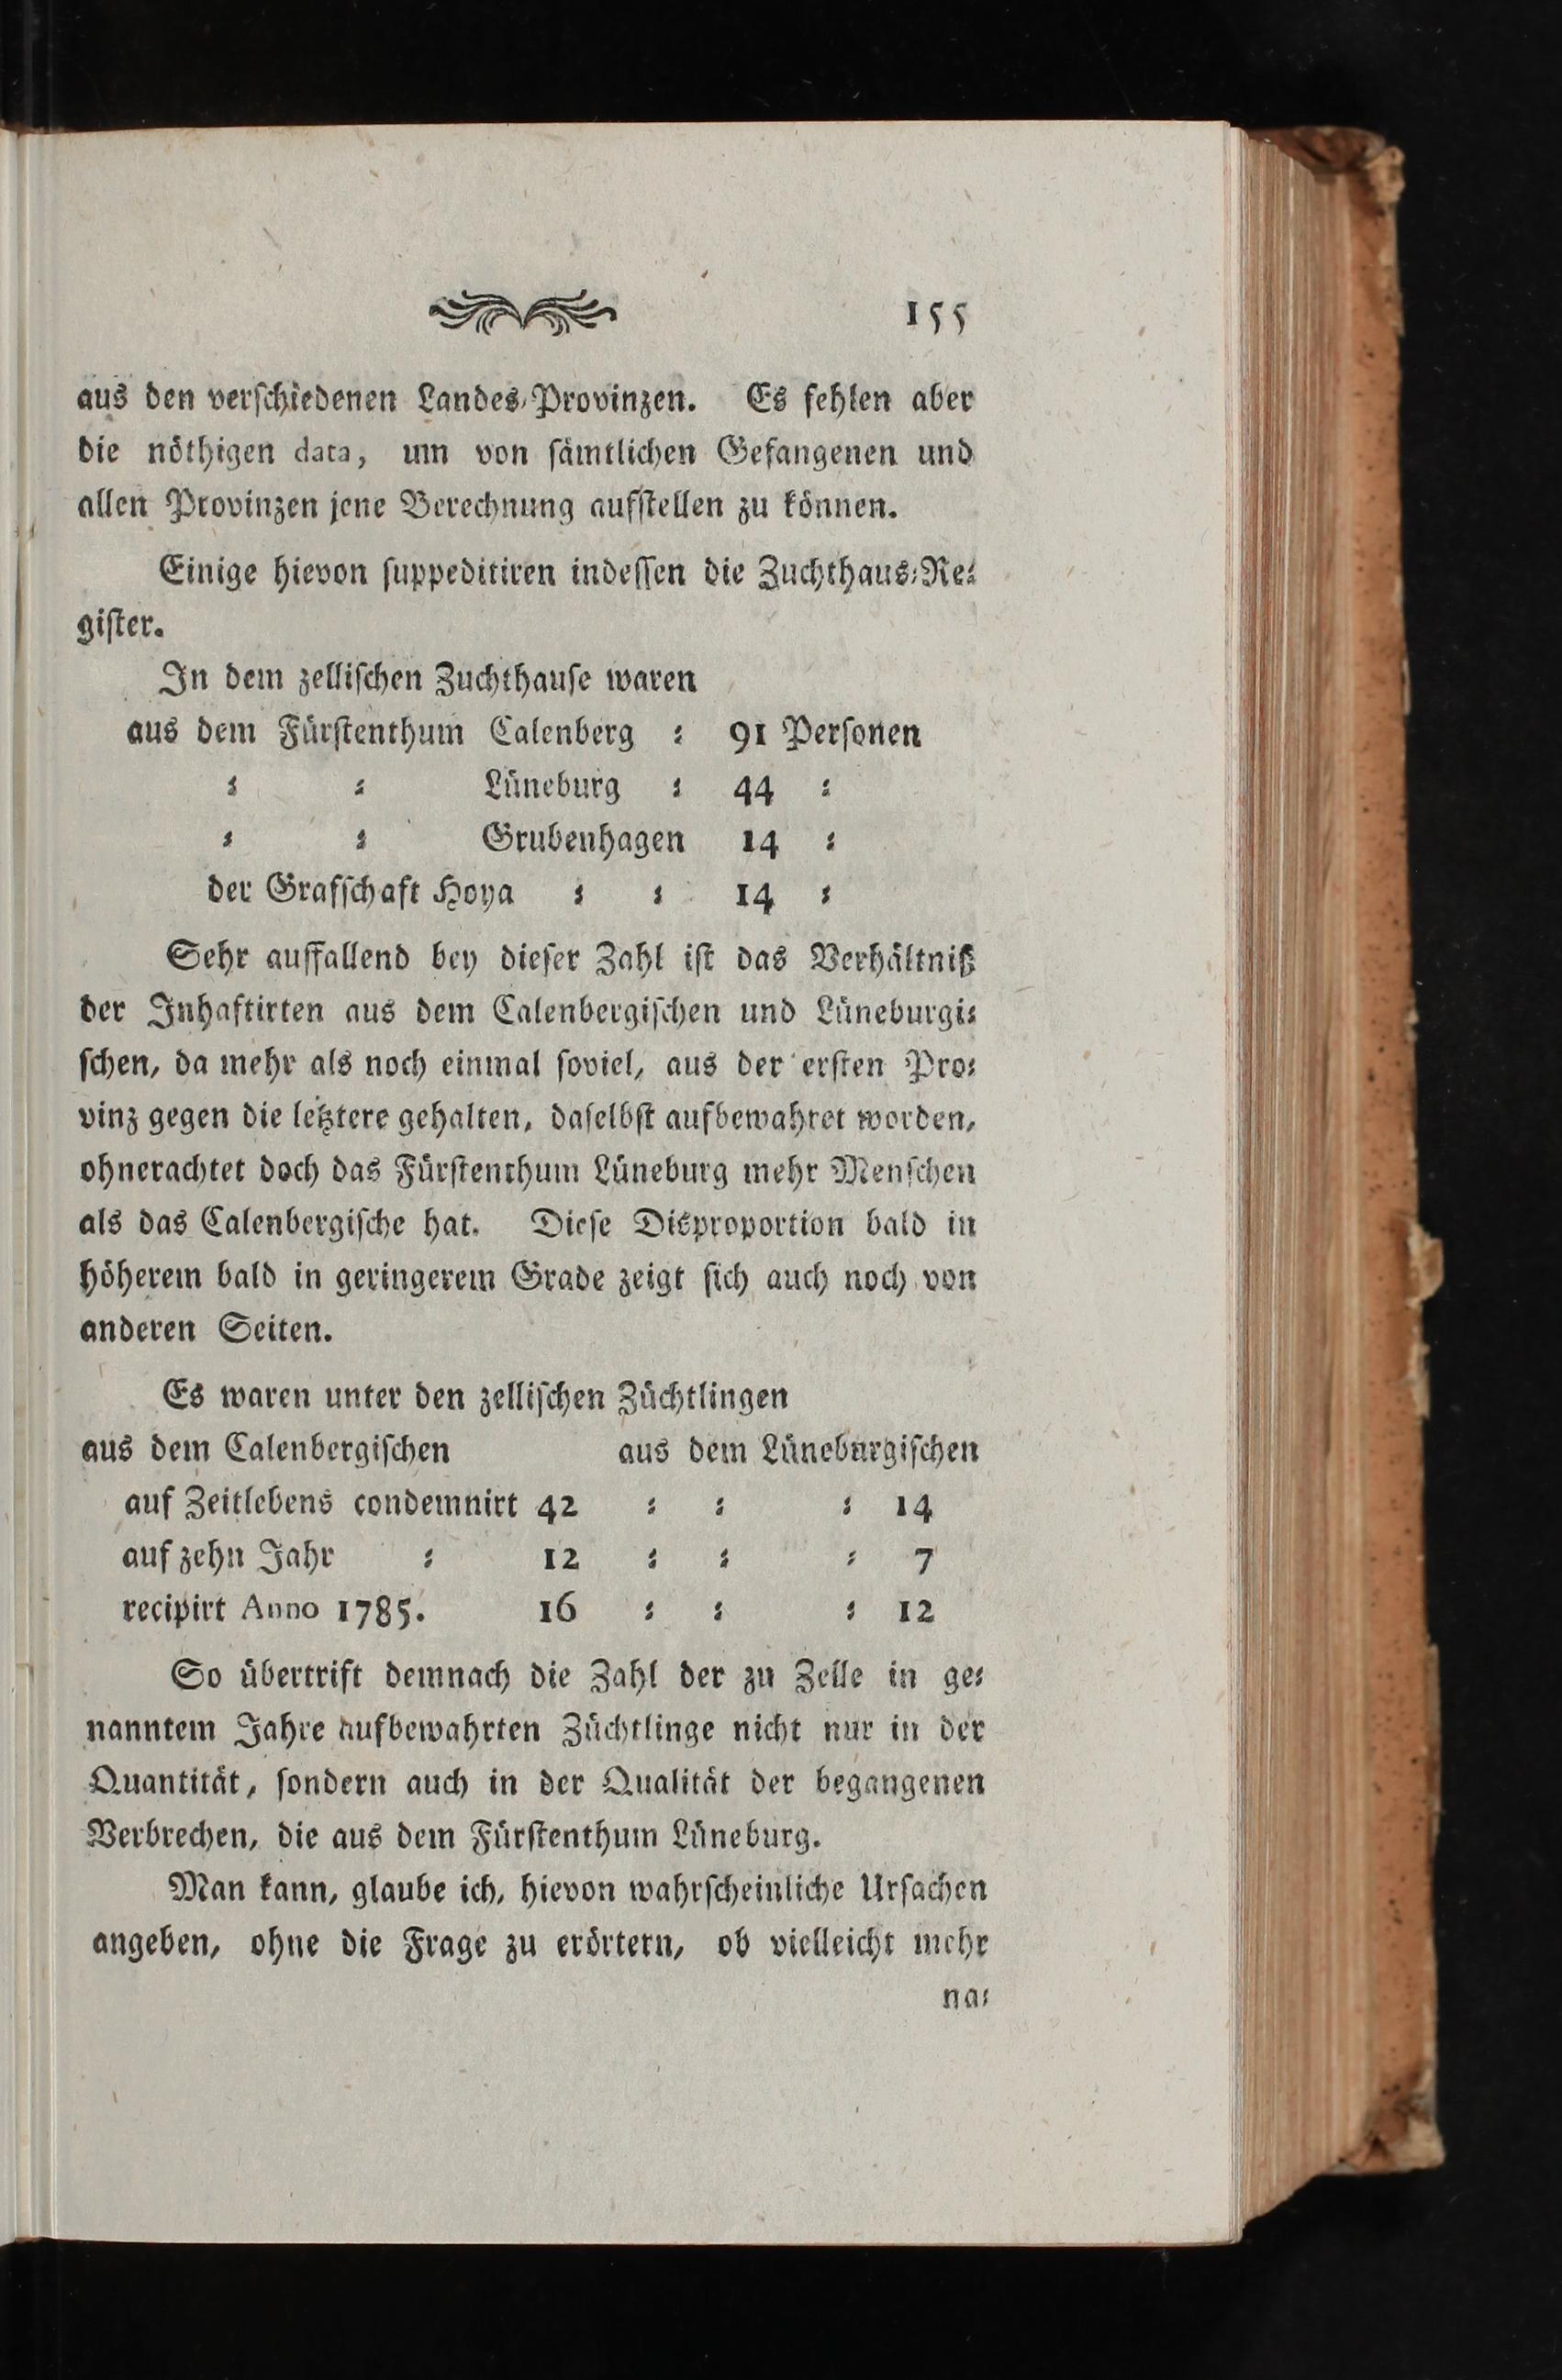 155
aus den verschiedenen Landes-Provinzen. Es fehlen aber
die nöthigen data, um von sämtlichen Gefangenen und
allen Provinzen jene Berechnung aufstellen zu können.
Einige hievon suppeditiren indessen die Zuchthaus-Re-
gister.
In dem zellischen Zuchthause waren
aus dem Fürstenthum Calenberg = 91 Personen
= = Lüneburg = 44 =
= = Grubenhagen 14 =
der Grafschaft Hoya = = 14 =
Sehr auffallend bey dieser Zahl ist das Verhältniß
der Inhaftirten aus dem Calenbergischen und Lüneburgi-
schen, da mehr als noch einmal soviel, aus der ersten Pro-
vinz gegen die letztere gehalten, daselbst aufbewahret worden,
ohnerachtet doch das Fürstenthum Lüneburg mehr Menschen
als das Calenbergische hat. Diese Disproportion bald in
höherem bald in geringerem Grade zeigt sich auch noch von
anderen Seiten.
Es waren unter den zellischen Züchtlingen
aus dem Calenbergischen aus dem Lüneburgischen
auf Zeitlebens condemnirt 42 = = = 14
auf zehn Jahr = 12 = = = 7
recipirt Anno 1785. 16 = = = 12
So übertrift demnach die Zahl der zu Zelle in ge-
nanntem Jahre aufbewahrten Züchtlinge nicht nur in der
Quantität, sondern auch in der Qualität der begangenen
Verbrechen, die aus dem Fürstenthum Lüneburg.
Man kann, glaube ich, hievon wahrscheinliche Ursachen
angeben, ohne die Frage zu erörtern, ob vielleicht mehr
na-